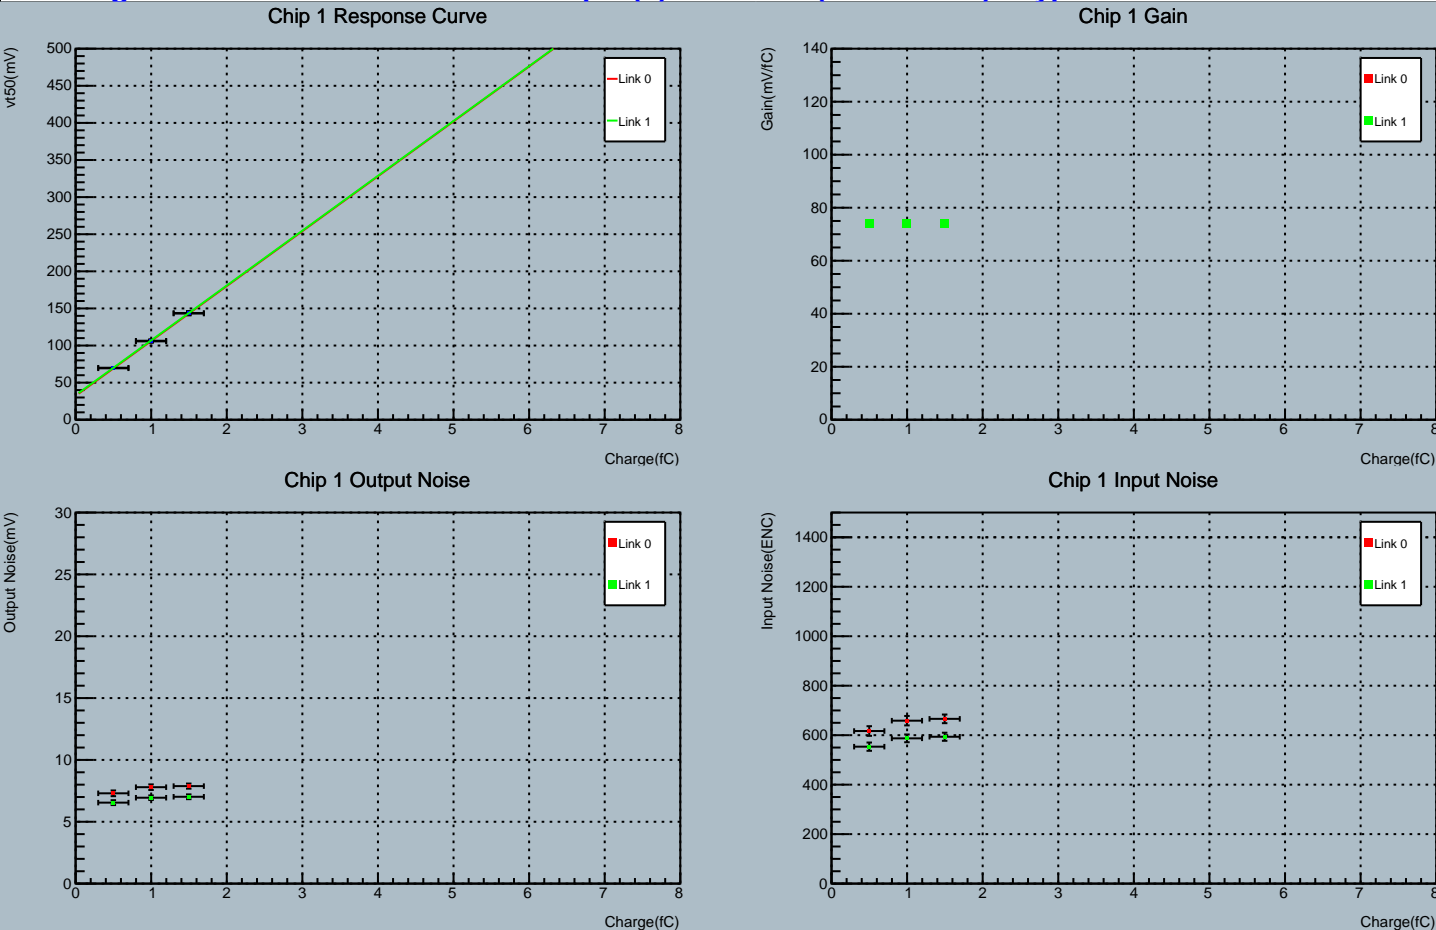 Chip 1 Response Curve
vt50(mV)
500
450
400
350
300
250
200
150
100
50
0
0 1 2 3 4 5 6 7 8
Charge(fC)
Link 0
Link 1
Chip 1 Gain
Gain(mV/fC)
140
120
100
80
60
40
20
0
0 1 2 3 4 5 6 7 8
Charge(fC)
Link 0
Link 1
Chip 1 Output Noise
Output Noise(mV)
30
25
20
15
10
5
0
0 1 2 3 4 5 6 7 8
Charge(fC)
Link 0
Link 1
Chip 1 Input Noise
Input Noise(ENC)
1400
1200
1000
800
600
400
200
0
0 1 2 3 4 5 6 7 8
Charge(fC)
Link 0
Link 1